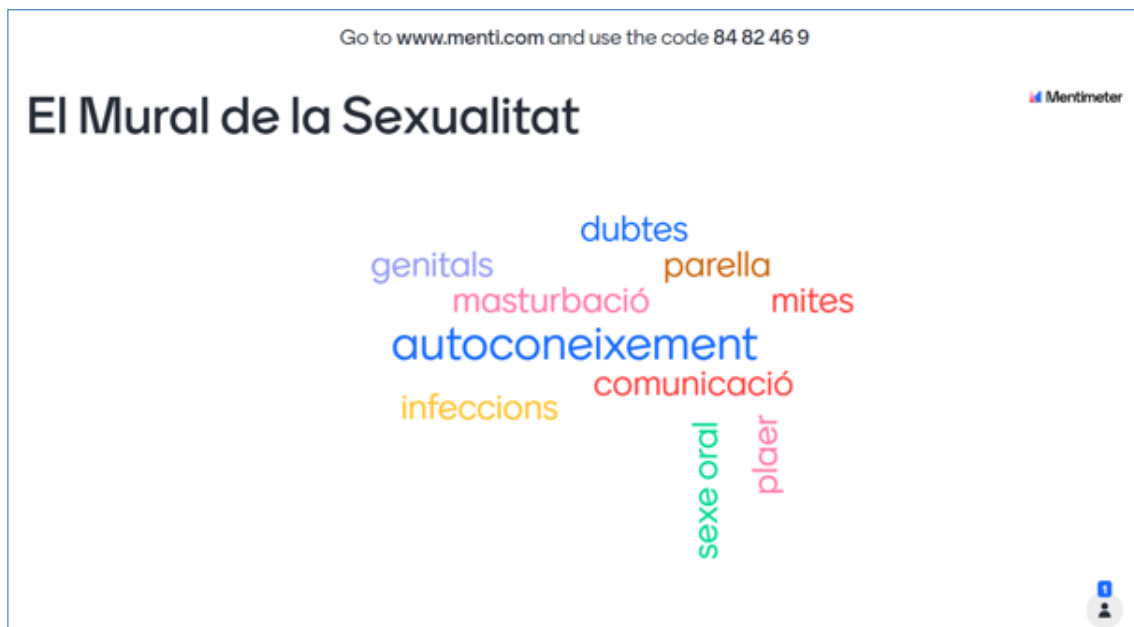 Go to www.menti.com and use the code 84 82 46 9
Mentimeter
El Mural de la Sexualitat
dubtes
genitals
parella
masturbació
mites
autoconeixement
comunicació
infeccions
sexe oral
plaer
1